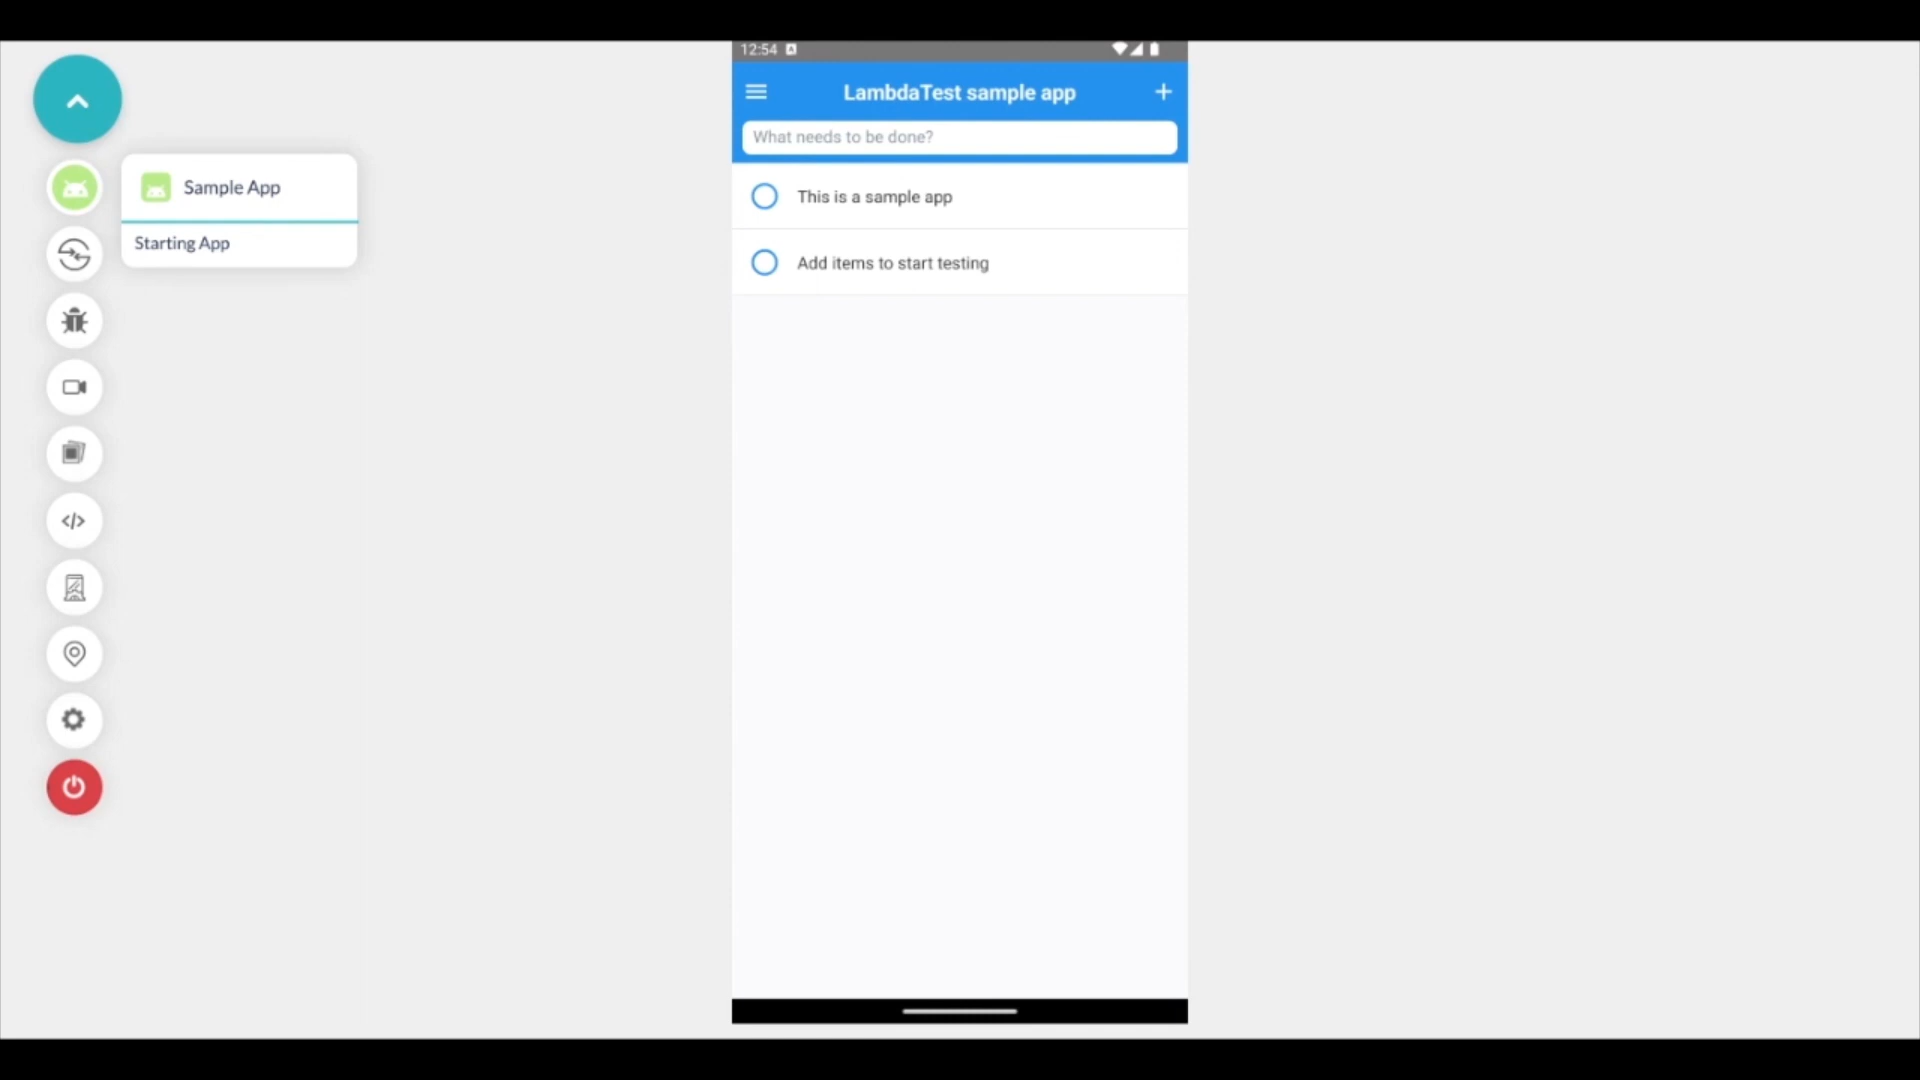 12:54
LambdaTest sample app
What needs to be done?
This is a sample app
Add items to start testing
Sample App
Starting App